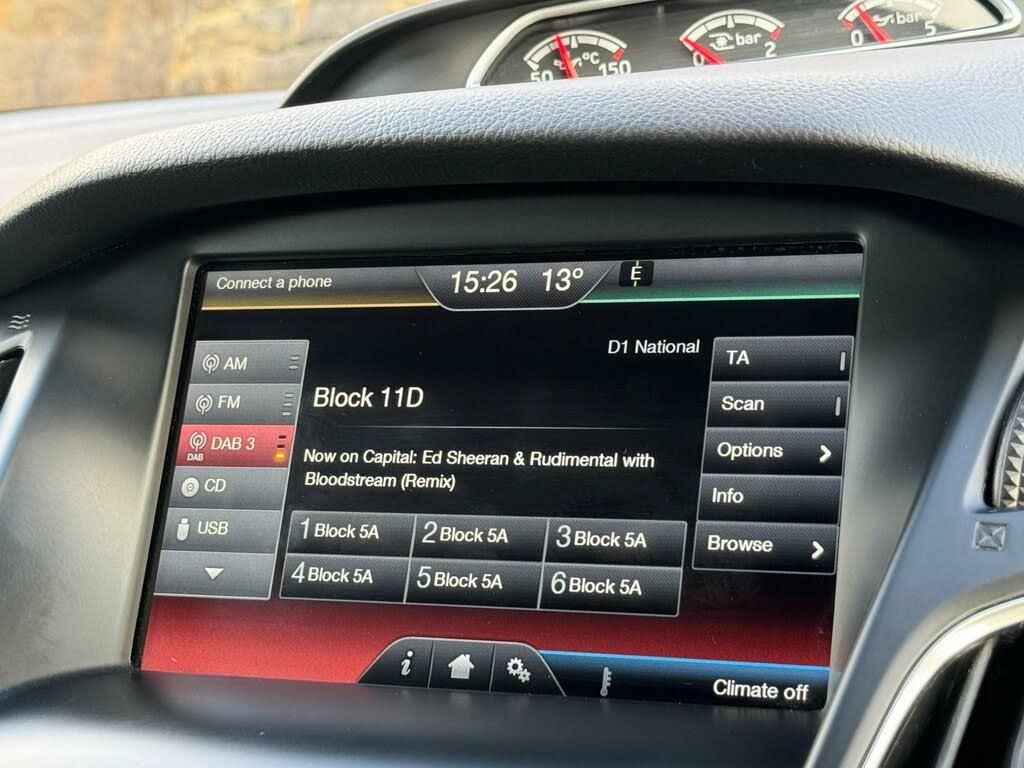 50 °C 150
0 bar 2
0 bar 5
Connect a phone
15:26 13°
E
D1 National
AM
FM
DAB 3
DAB
CD
USB
Block 11D
Now on Capital: Ed Sheeran & Rudimental with
Bloodstream (Remix)
1 Block 5A
2 Block 5A
3 Block 5A
4 Block 5A
5 Block 5A
6 Block 5A
TA
Scan
Options
Info
Browse
i
Climate off